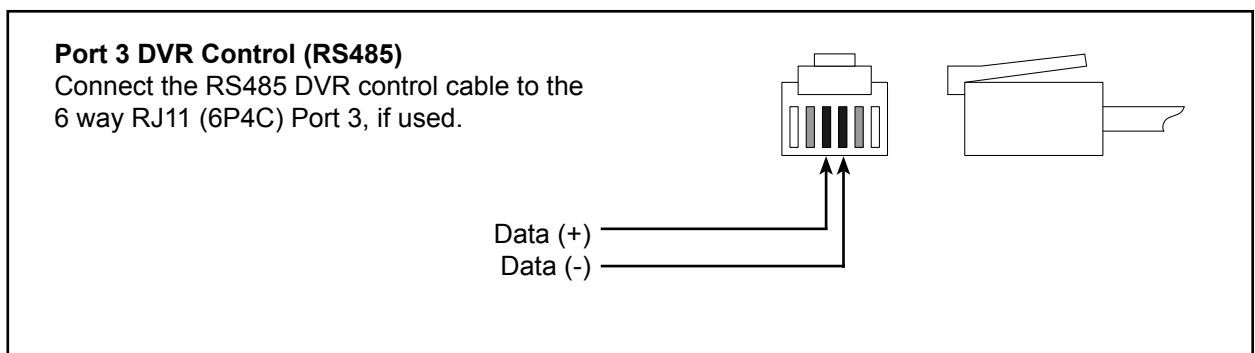 Port 3 DVR Control (RS485)
Connect the RS485 DVR control cable to the
6 way RJ11 (6P4C) Port 3, if used.
Data (+)
Data (-)